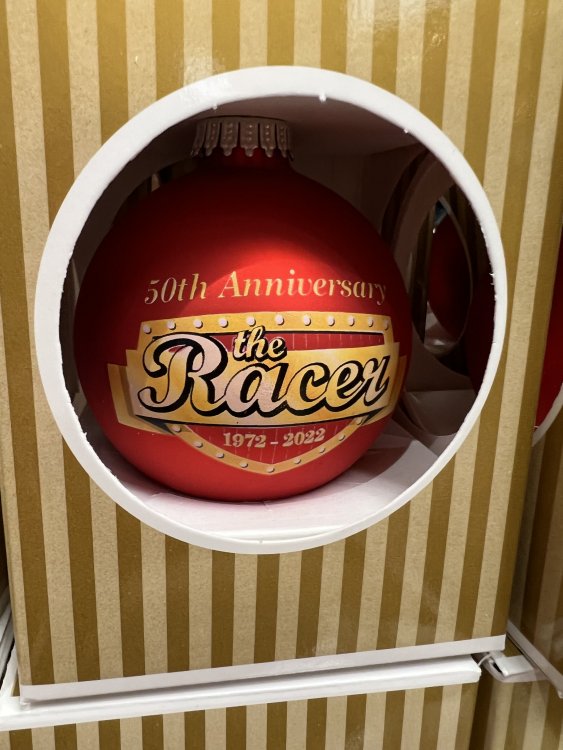 50th Anniversary
the
Racer
1972 - 2022